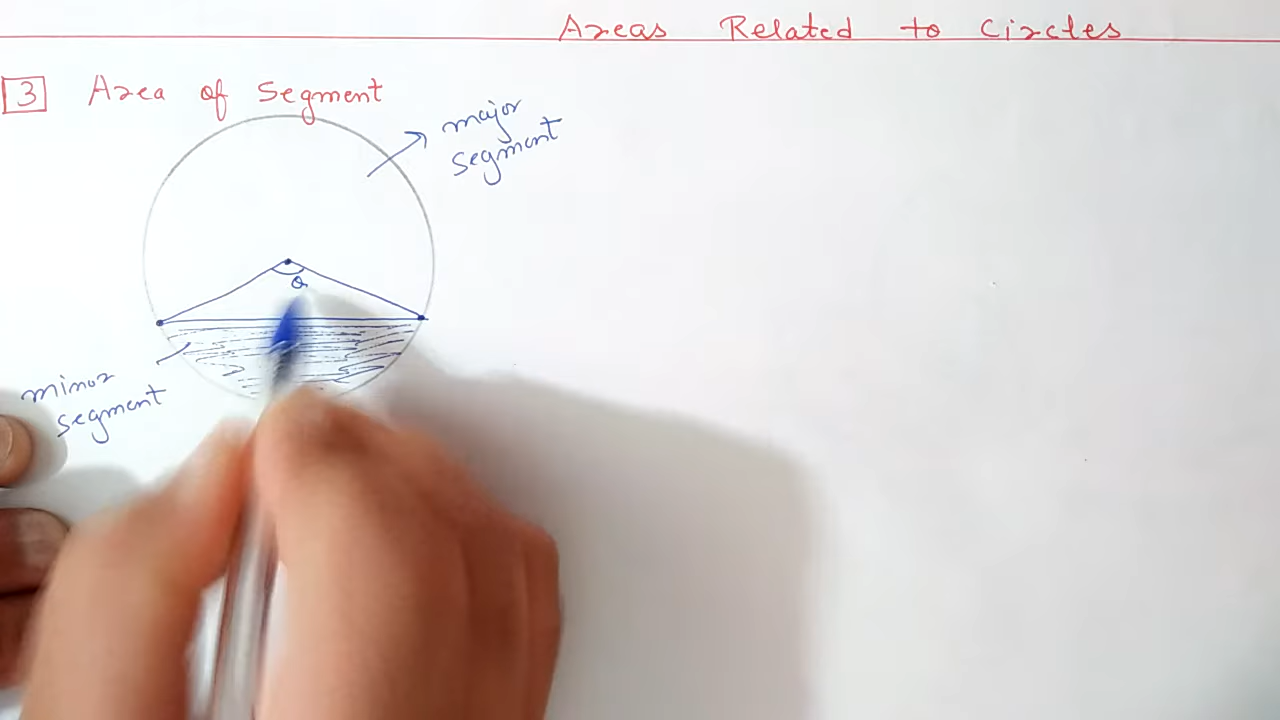 Areas Related to Circles
3 Area of Segment
major
segment
θ
minor
segment